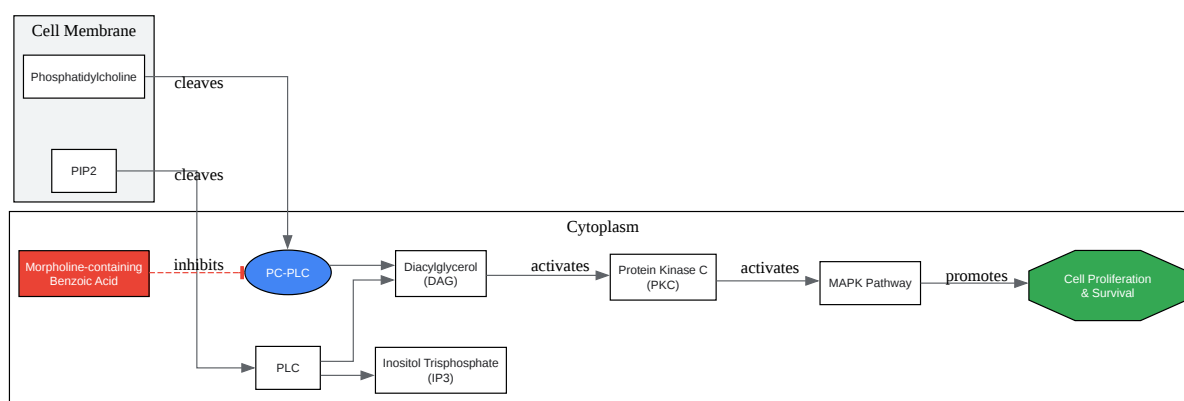 Cell Membrane
Phosphatidylcholine
cleaves
PIP2
cleaves
Cytoplasm
Morpholine-containing
Benzoic Acid
inhibits
PC-PLC
Diacylglycerol
(DAG)
activates
Protein Kinase C
(PKC)
activates
MAPK Pathway
promotes
Cell Proliferation
& Survival
PLC
Inositol Trisphosphate
(IP3)